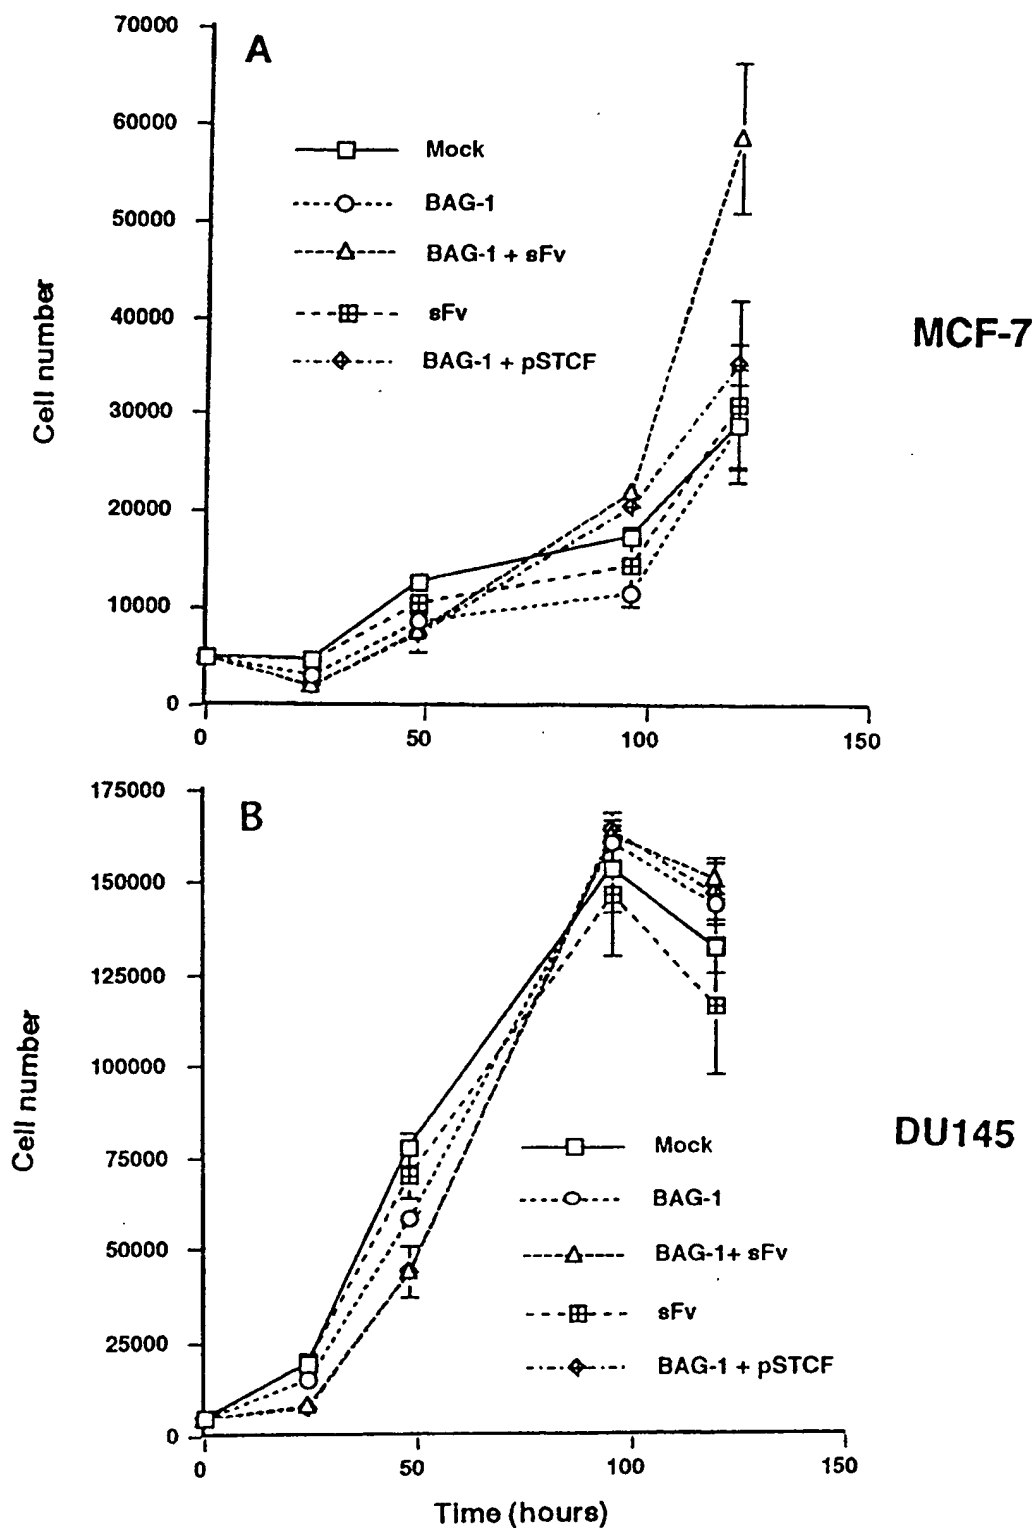 70000
A
60000
Mock
50000
BAG-1
BAG-1 + sFv
40000
sFv
MCF-7
BAG-1 + pSTCF
30000
20000
10000
0
Cell number
0 50 100 150
175000
B
150000
125000
100000
DU145
75000
Mock
BAG-1
50000
BAG-1+ sFv
sFv
25000
BAG-1 + pSTCF
0
Cell number
0 50 100 150
Time (hours)